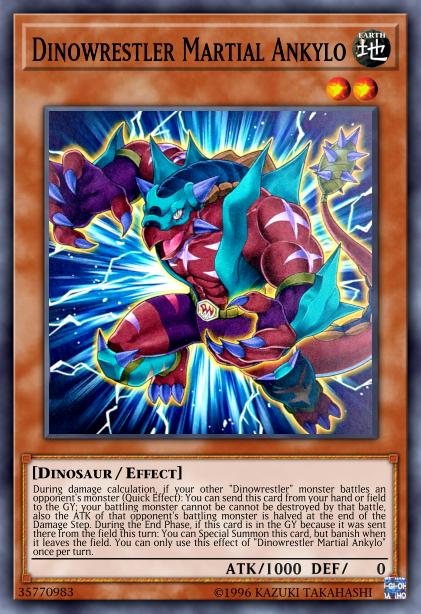 Dinowrestler Martial Ankylo
EARTH
地
DW
[Dinosaur / Effect]
During damage calculation, if your other "Dinowrestler" monster battles an
opponent's monster (Quick Effect): You can send this card from your hand or field
to the GY; your battling monster cannot be cannot be destroyed by that battle,
also the ATK of that opponent's battling monster is halved at the end of the
Damage Step. During the End Phase, if this card is in the GY because it was sent
there from the field this turn: You can Special Summon this card, but banish when
it leaves the field. You can only use this effect of "Dinowrestler Martial Ankylo"
once per turn.
ATK/1000 DEF/ 0
35770983
©1996 KAZUKI TAKAHASHI